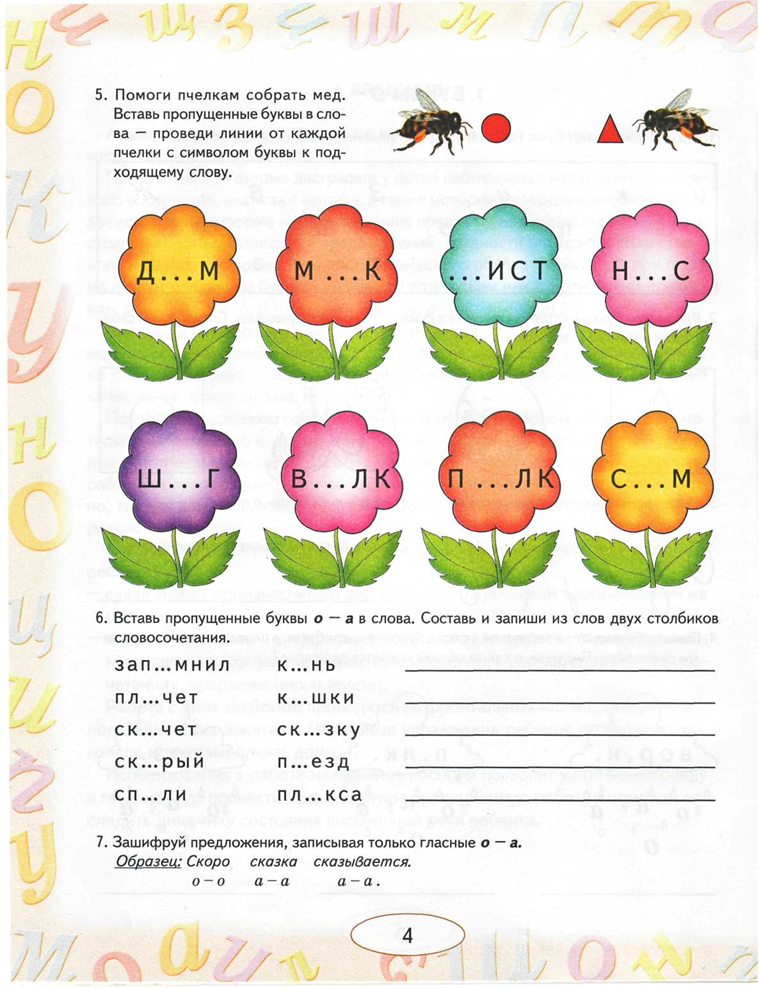 5. Помоги пчелкам собрать мед.
Вставь пропущенные буквы в сло-
ва — проведи линии от каждой
пчелки с символом буквы к под-
ходящему слову.
Д...М М ...К ...ИСТ Н...С
Ш...Г В...ЛК П ...ЛК С...М
6. Вставь пропущенные буквы о – а в слова. Составь и запиши из слов двух столбиков
словосочетания.
зап...мнил к...нь
пл...чет к...шки
ск...чет ск...зку
ск...рый п...езд
сп...ли пл...кса
7. Зашифруй предложения, записывая только гласные о – а.
Образец: Скоро сказка сказывается.
о – о а – а а – а .
4